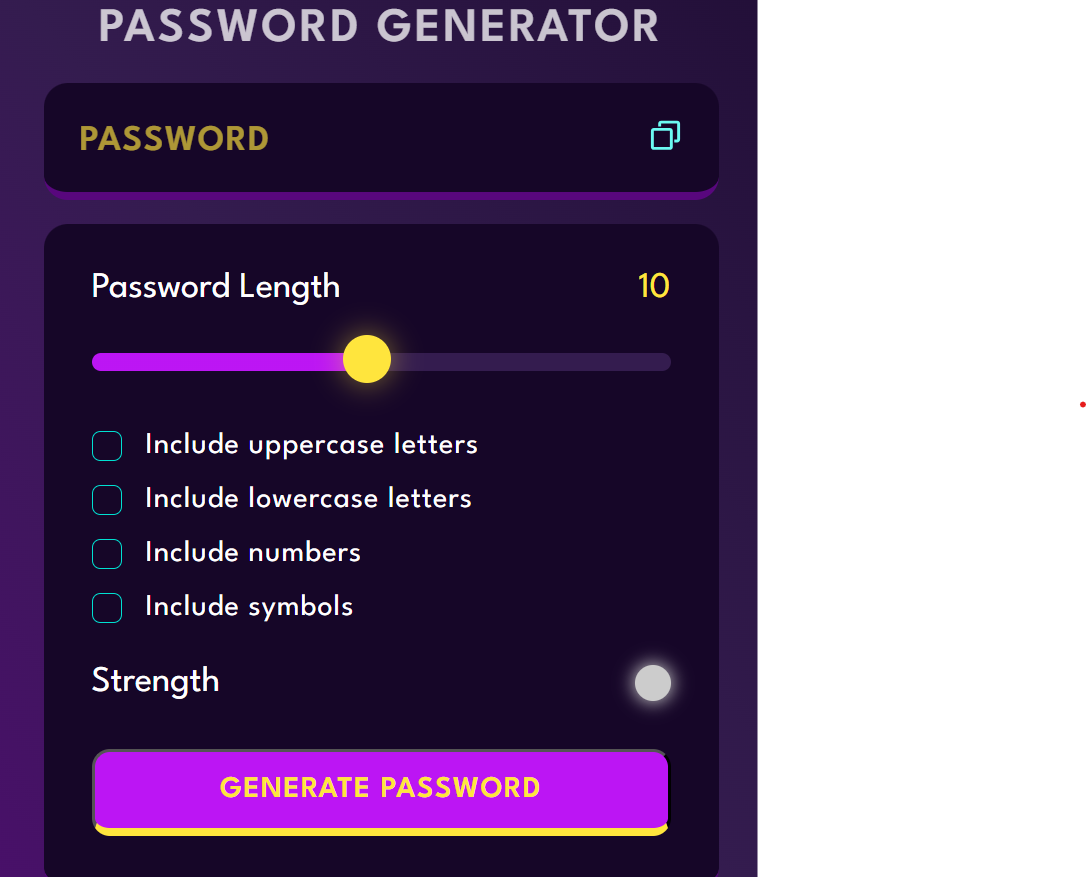 PASSWORD GENERATOR
PASSWORD
Password Length 10
Include uppercase letters
Include lowercase letters
Include numbers
Include symbols
Strength
GENERATE PASSWORD